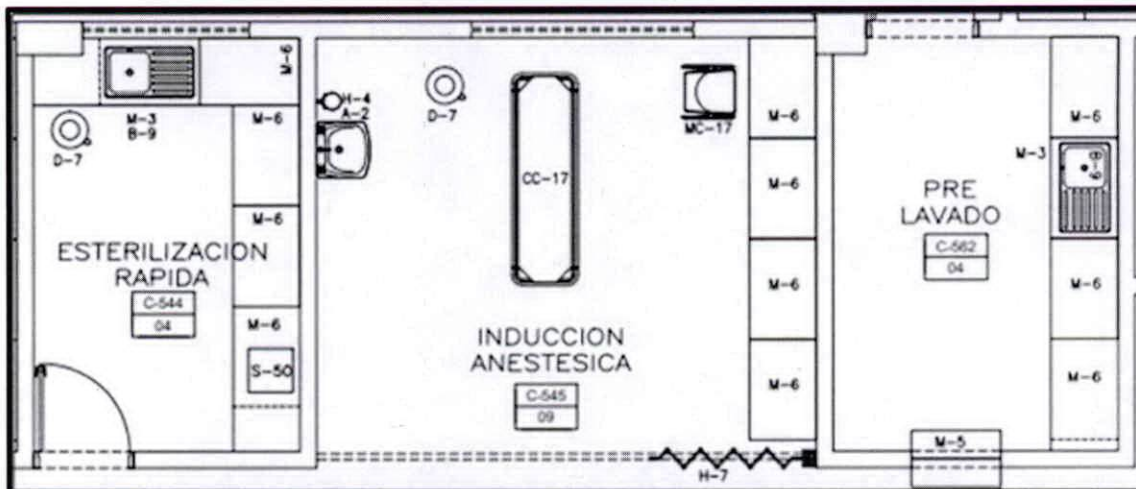 M-6
M-3
B-9
M-6
D-7
M-6
ESTERILIZACION
RAPIDA
C-544
04
M-6
S-50
H-4
A-2
D-7
CC-17
MC-17
M-6
M-6
M-6
M-6
INDUCCION
ANESTESICA
C-545
09
H-7
M-6
M-3
B-9
PRE
LAVADO
C-562
04
M-6
M-6
M-5